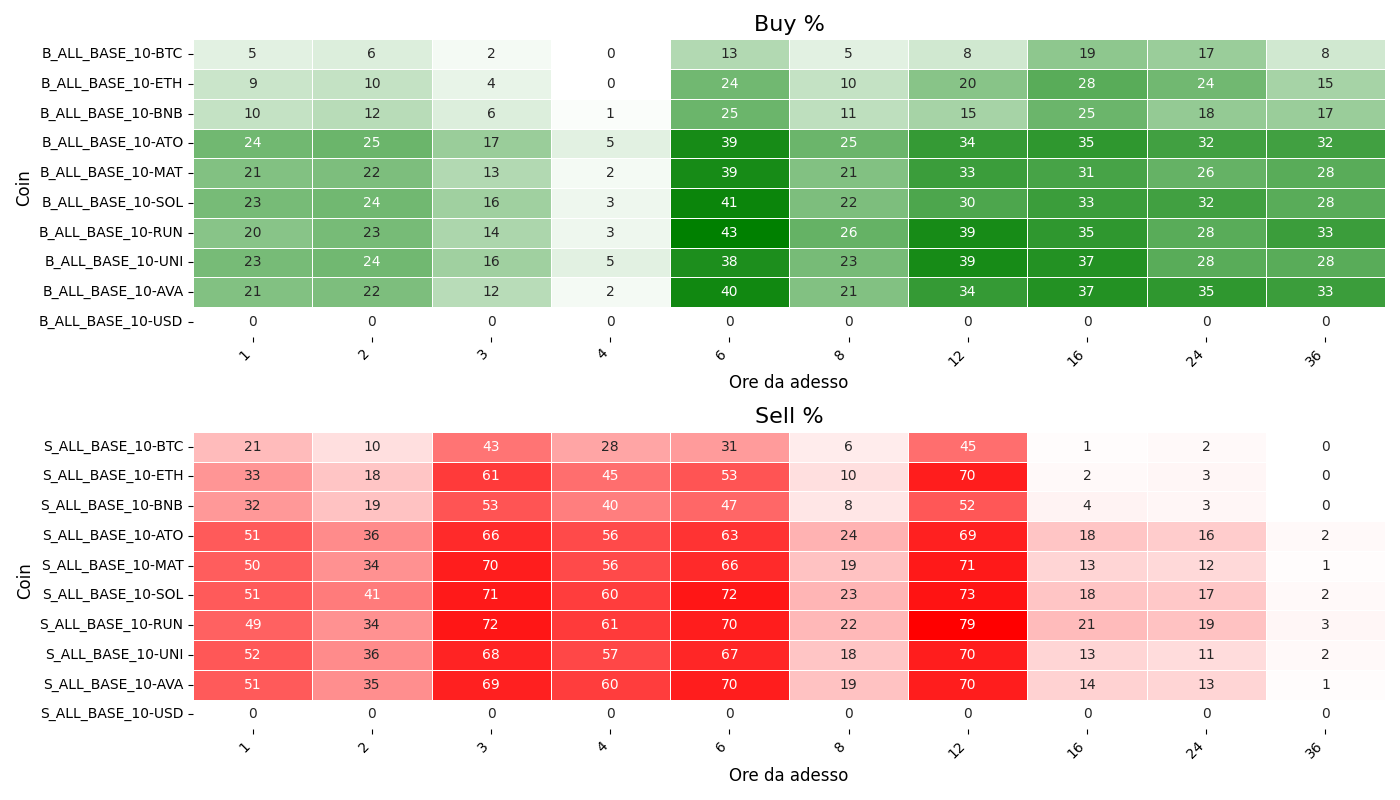 Buy %
Coin
B_ALL_BASE_10-BTC 5 6 2 0 13 5 8 19 17 8
B_ALL_BASE_10-ETH 9 10 4 0 24 10 20 28 24 15
B_ALL_BASE_10-BNB 10 12 6 1 25 11 15 25 18 17
B_ALL_BASE_10-ATO 24 25 17 5 39 25 34 35 32 32
B_ALL_BASE_10-MAT 21 22 13 2 39 21 33 31 26 28
B_ALL_BASE_10-SOL 23 24 16 3 41 22 30 33 32 28
B_ALL_BASE_10-RUN 20 23 14 3 43 26 39 35 28 33
B_ALL_BASE_10-UNI 23 24 16 5 38 23 39 37 28 28
B_ALL_BASE_10-AVA 21 22 12 2 40 21 34 37 35 33
B_ALL_BASE_10-USD 0 0 0 0 0 0 0 0 0 0
1 2 3 4 6 8 12 16 24 36
Ore da adesso
Sell %
Coin
S_ALL_BASE_10-BTC 21 10 43 28 31 6 45 1 2 0
S_ALL_BASE_10-ETH 33 18 61 45 53 10 70 2 3 0
S_ALL_BASE_10-BNB 32 19 53 40 47 8 52 4 3 0
S_ALL_BASE_10-ATO 51 36 66 56 63 24 69 18 16 2
S_ALL_BASE_10-MAT 50 34 70 56 66 19 71 13 12 1
S_ALL_BASE_10-SOL 51 41 71 60 72 23 73 18 17 2
S_ALL_BASE_10-RUN 49 34 72 61 70 22 79 21 19 3
S_ALL_BASE_10-UNI 52 36 68 57 67 18 70 13 11 2
S_ALL_BASE_10-AVA 51 35 69 60 70 19 70 14 13 1
S_ALL_BASE_10-USD 0 0 0 0 0 0 0 0 0 0
1 2 3 4 6 8 12 16 24 36
Ore da adesso